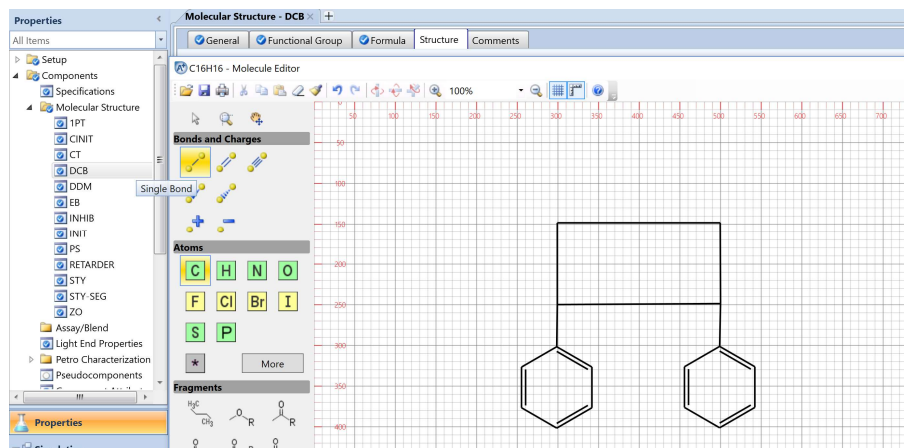 Properties
All Items
Setup
Components
Specifications
Molecular Structure
1PT
CINIT
CT
DCB
DDM
EB
INHIB
INIT
PS
RETARDER
STY
STY-SEG
ZO
Assay/Blend
Light End Properties
Petro Characterization
Pseudocomponents
Properties
Molecular Structure - DCB
General
Functional Group
Formula
Structure
Comments
C16H16 - Molecule Editor
100%
Bonds and Charges
Single Bond
Atoms
C H N O
F Cl Br I
S P
* More
Fragments
H₃C
CH₃
O
R
O
R
O
O
O
0
50 100 150 200 250 300 350 400 450 500 550 600 650 700
50
100
150
200
250
300
350
400